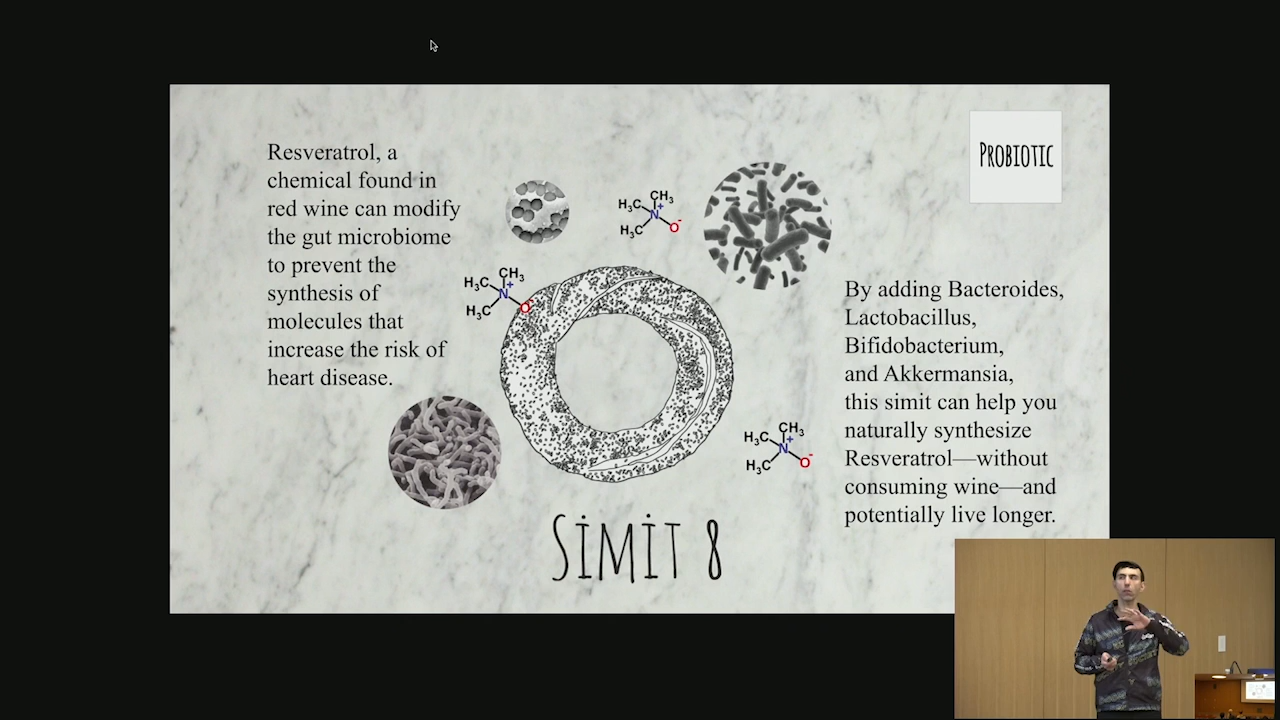 Resveratrol, a
chemical found in
red wine can modify
the gut microbiome
to prevent the
synthesis of
molecules that
increase the risk of
heart disease.
PROBIOTIC
H₃C CH₃
N⁺
H₃C O⁻
H₃C CH₃
N⁺
H₃C O⁻
By adding Bacteroides,
Lactobacillus,
Bifidobacterium,
and Akkermansia,
this simit can help you
naturally synthesize
Resveratrol—without
consuming wine—and
potentially live longer.
H₃C CH₃
N⁺
H₃C O⁻
SİMİT 8